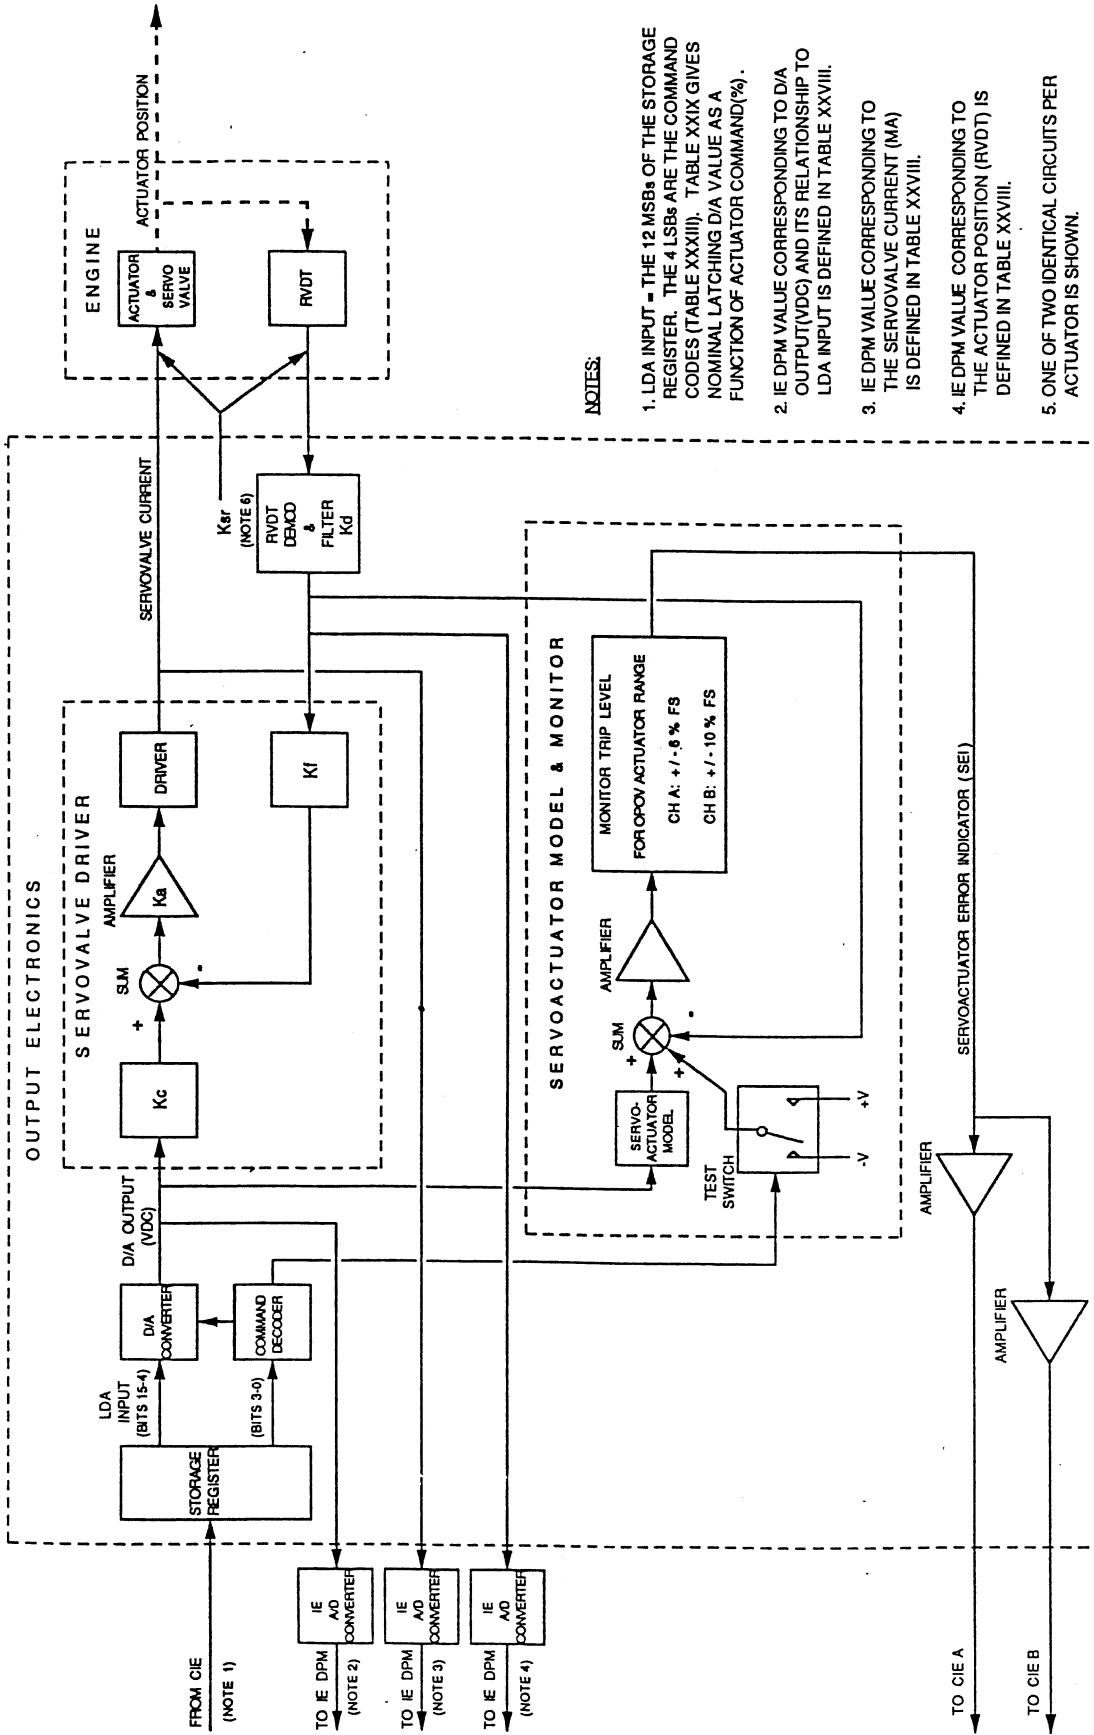 OUTPUT ELECTRONICS
SERVOVALVE DRIVER
ENGINE
FROM CIE
(NOTE 1)
STORAGE
REGISTER
LDA
INPUT
(BITS 15-4)
(BITS 3-0)
D/A
CONVERTER
COMMAND
DECODER
D/A OUTPUT
(VDC)
Kc
+
SUM
-
AMPLIFIER
Ka
DRIVER
Kf
SERVOVALVE CURRENT
ACTUATOR
&
SERVO
VALVE
ACTUATOR POSITION
RVDT
Ksr
(NOTE 6)
RVDT
DEMOD
&
FILTER
Kd
IE
A/D
CONVERTER
TO IE DPM
(NOTE 2)
IE
A/D
CONVERTER
TO IE DPM
(NOTE 3)
IE
A/D
CONVERTER
TO IE DPM
(NOTE 4)
SERVOACTUATOR MODEL & MONITOR
SERVO-
ACTUATOR
MODEL
TEST
SWITCH
-V
+V
SUM
+
+
-
AMPLIFIER
MONITOR TRIP LEVEL
FOR OPOV ACTUATOR RANGE
CH A: +/-6% FS
CH B: +/-10% FS
SERVOACTUATOR ERROR INDICATOR (SEI)
AMPLIFIER
AMPLIFIER
TO CIE A
TO CIE B
NOTES:
1. LDA INPUT = THE 12 MSBs OF THE STORAGE
REGISTER. THE 4 LSBs ARE THE COMMAND
CODES (TABLE XXXIII). TABLE XXIX GIVES
NOMINAL LATCHING D/A VALUE AS A
FUNCTION OF ACTUATOR COMMAND(%).
2. IE DPM VALUE CORRESPONDING TO D/A
OUTPUT(VDC) AND ITS RELATIONSHIP TO
LDA INPUT IS DEFINED IN TABLE XXVIII.
3. IE DPM VALUE CORRESPONDING TO
THE SERVOVALVE CURRENT (MA)
IS DEFINED IN TABLE XXVIII.
4. IE DPM VALUE CORRESPONDING TO
THE ACTUATOR POSITION (RVDT) IS
DEFINED IN TABLE XXVIII.
5. ONE OF TWO IDENTICAL CIRCUITS PER
ACTUATOR IS SHOWN.